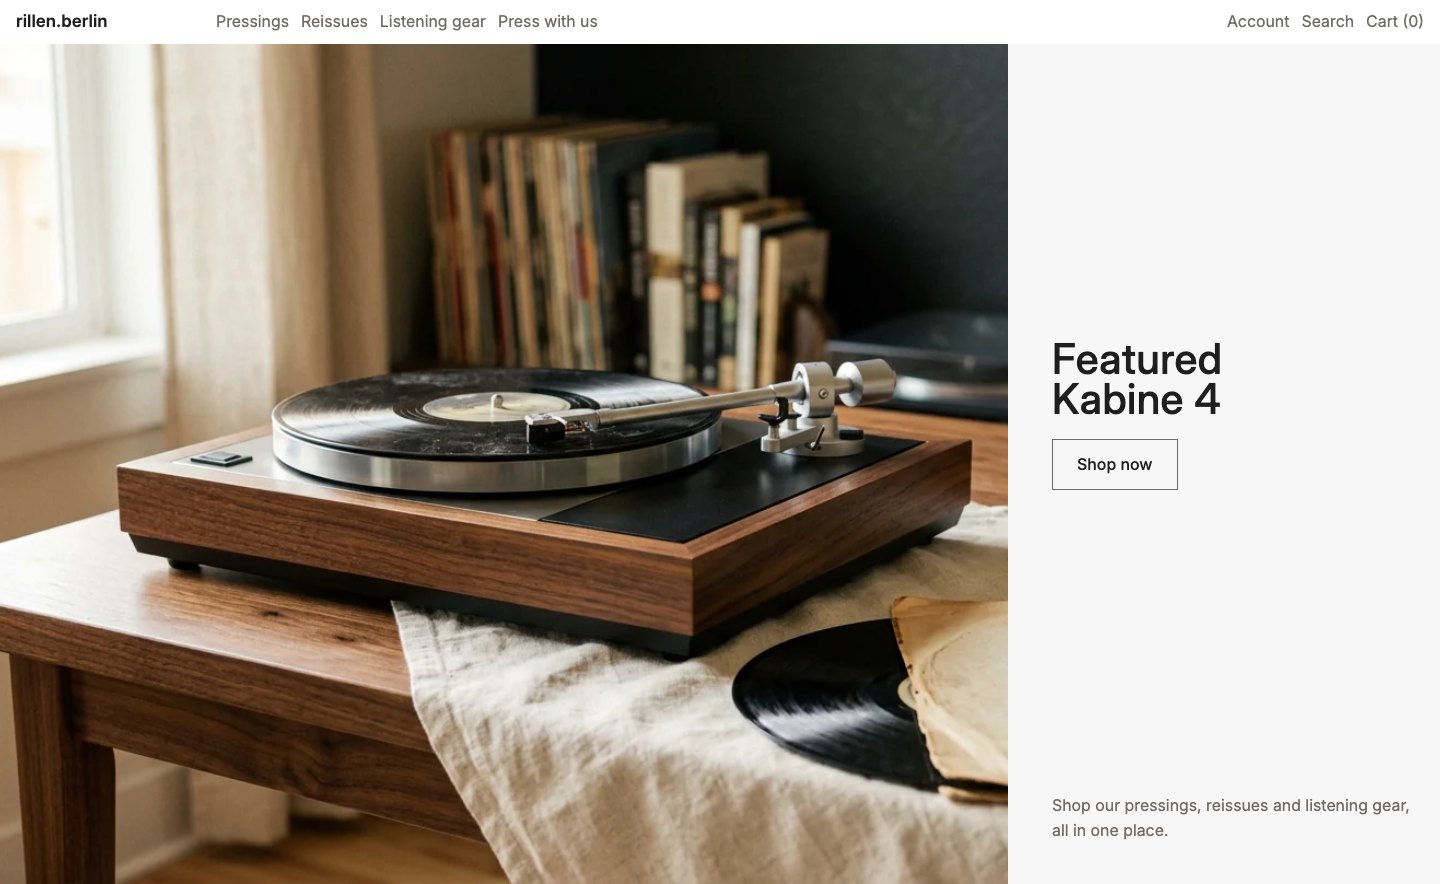 rillen.berlin
Pressings Reissues Listening gear Press with us
Account Search Cart (0)
Featured
Kabine 4
Shop now
Shop our pressings, reissues and listening gear,
all in one place.